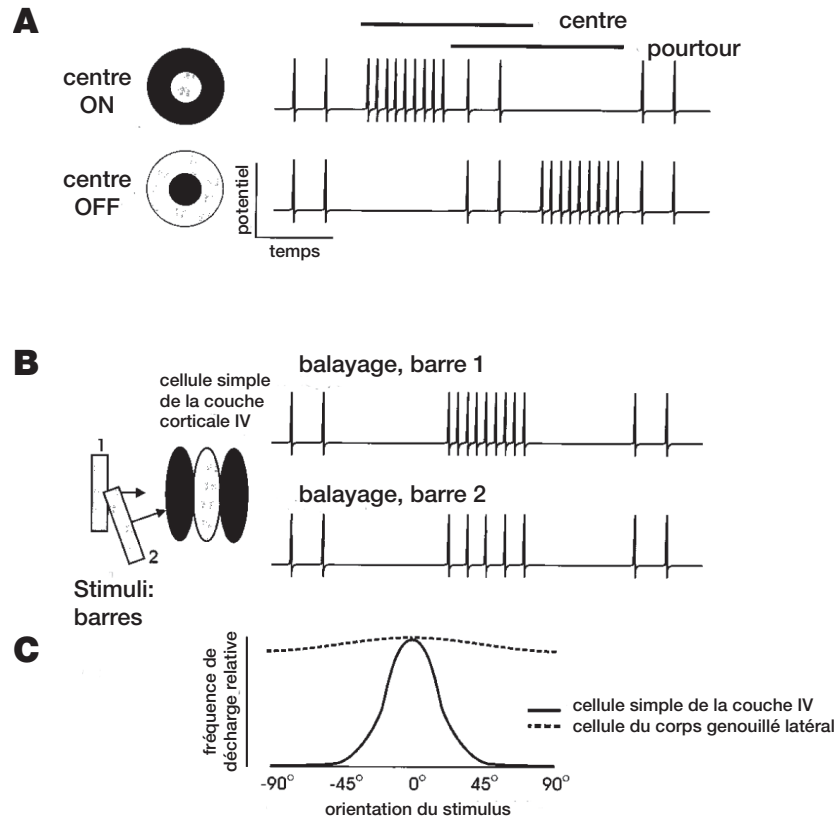 A
centre
pourtour
centre
ON
centre
OFF
potentiel
temps
B
balayage, barre 1
cellule simple
de la couche
corticale IV
1
2
balayage, barre 2
Stimuli:
barres
C
fréquence de
décharge relative
cellule simple de la couche IV
cellule du corps genouillé latéral
-90° -45° 0° 45° 90°
orientation du stimulus